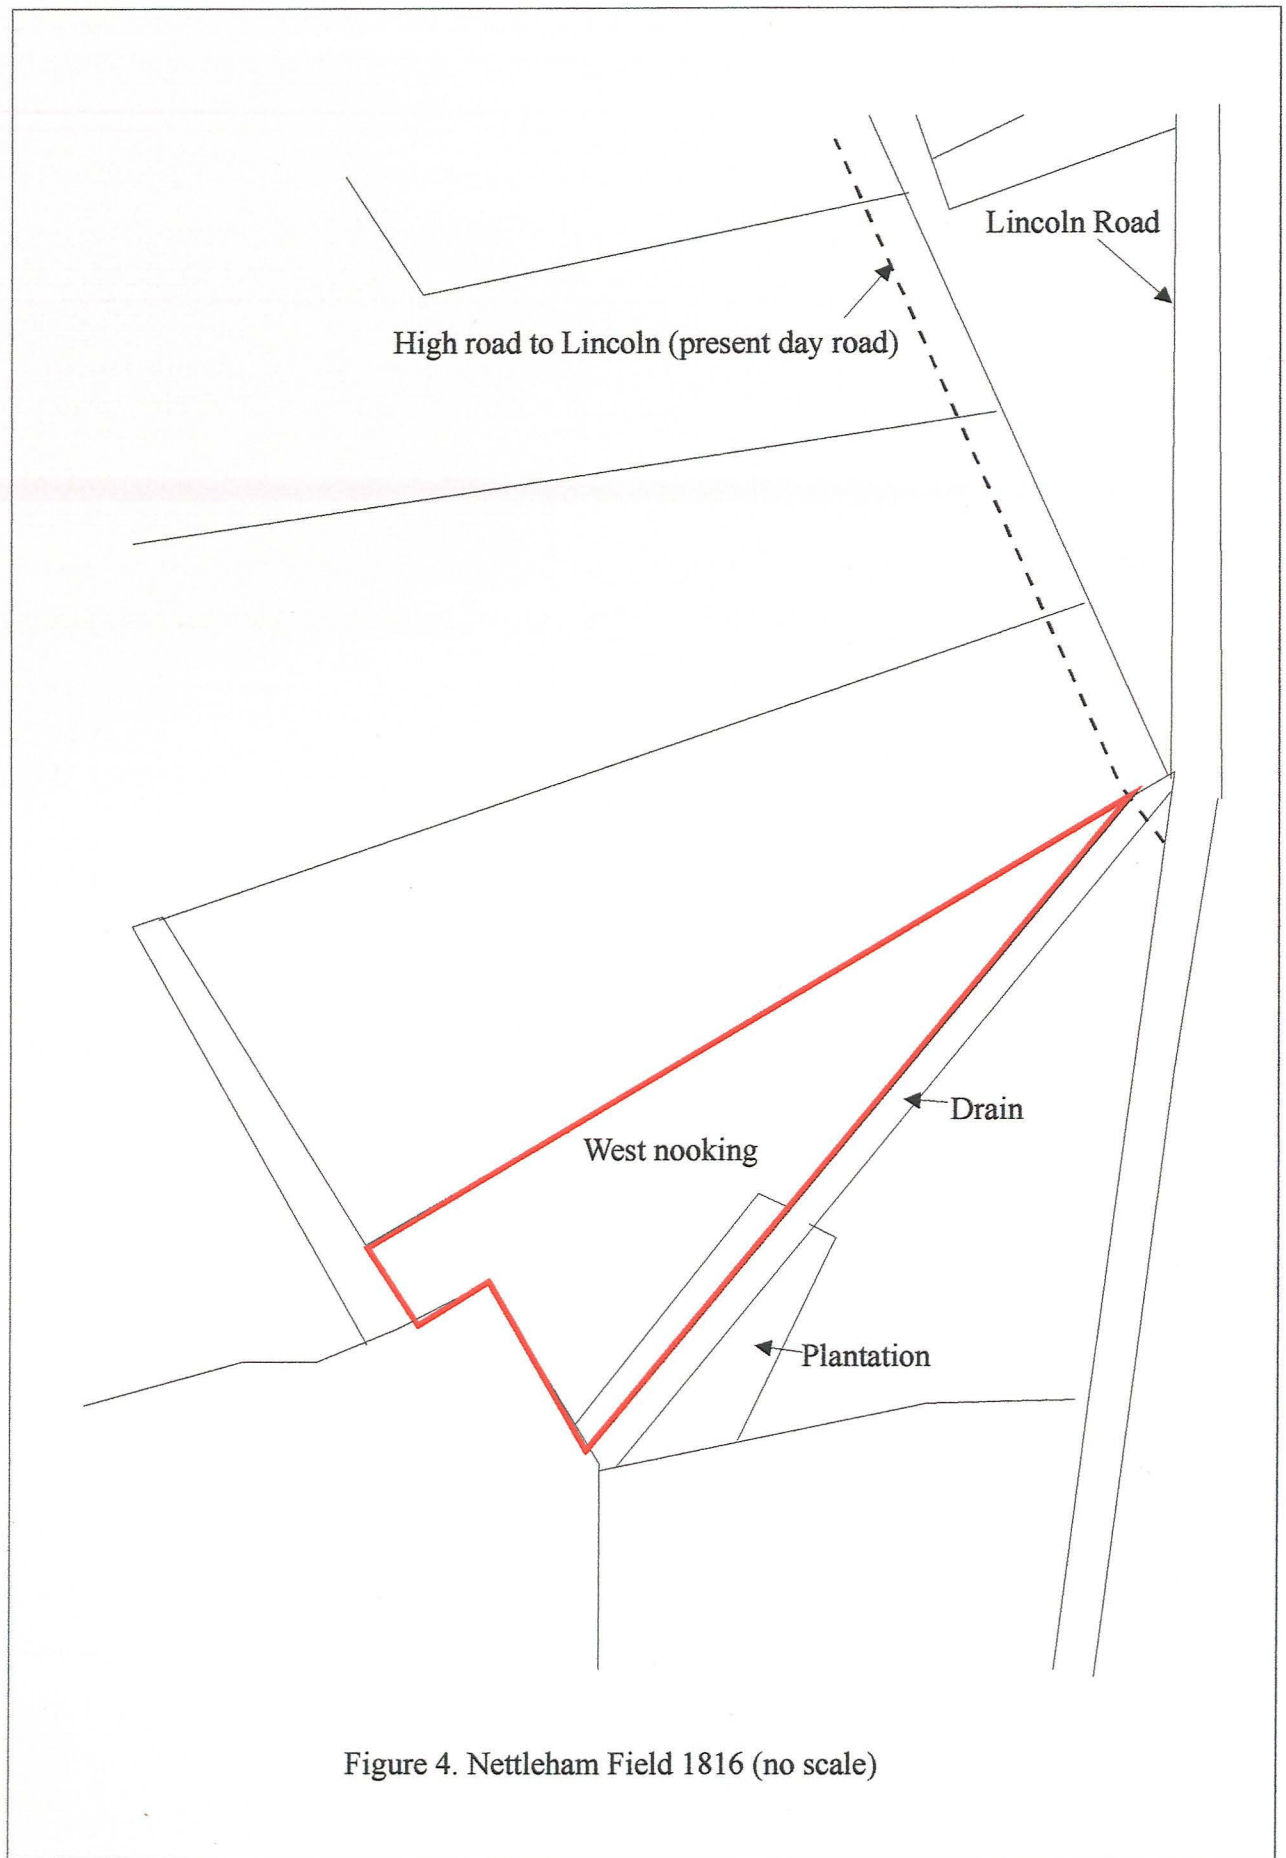 Lincoln Road
High road to Lincoln (present day road)
Drain
West nooking
Plantation
Figure 4. Nettleham Field 1816 (no scale)